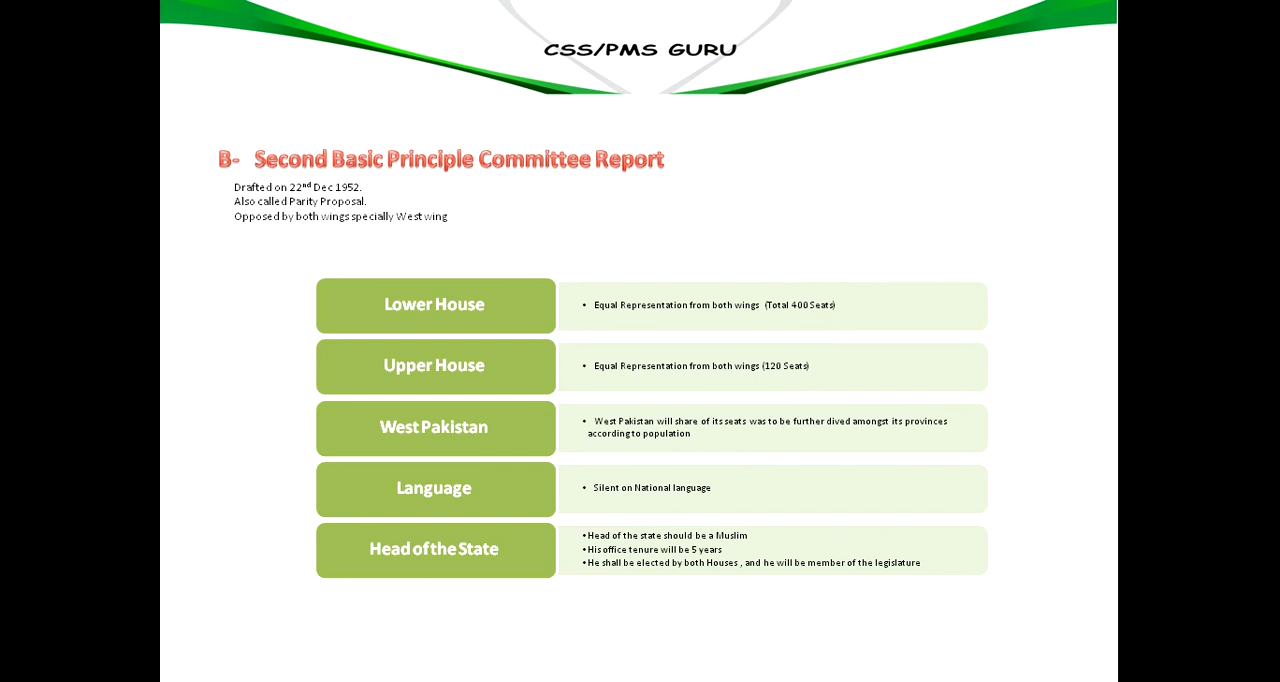 CSS/PMS GURU
B- Second Basic Principle Committee Report
Drafted on 22nd Dec 1952.
Also called Parity Proposal.
Opposed by both wings specially West wing
Lower House
• Equal Representation from both wings (Total 400 Seats)
Upper House
• Equal Representation from both wings (120 Seats)
West Pakistan
• West Pakistan will share of its seats was to be further dived amongst its provinces
according to population
Language
• Silent on National language
Head of the State
• Head of the state should be a Muslim
• His office tenure will be 5 years
• He shall be elected by both Houses , and he will be member of the legislature